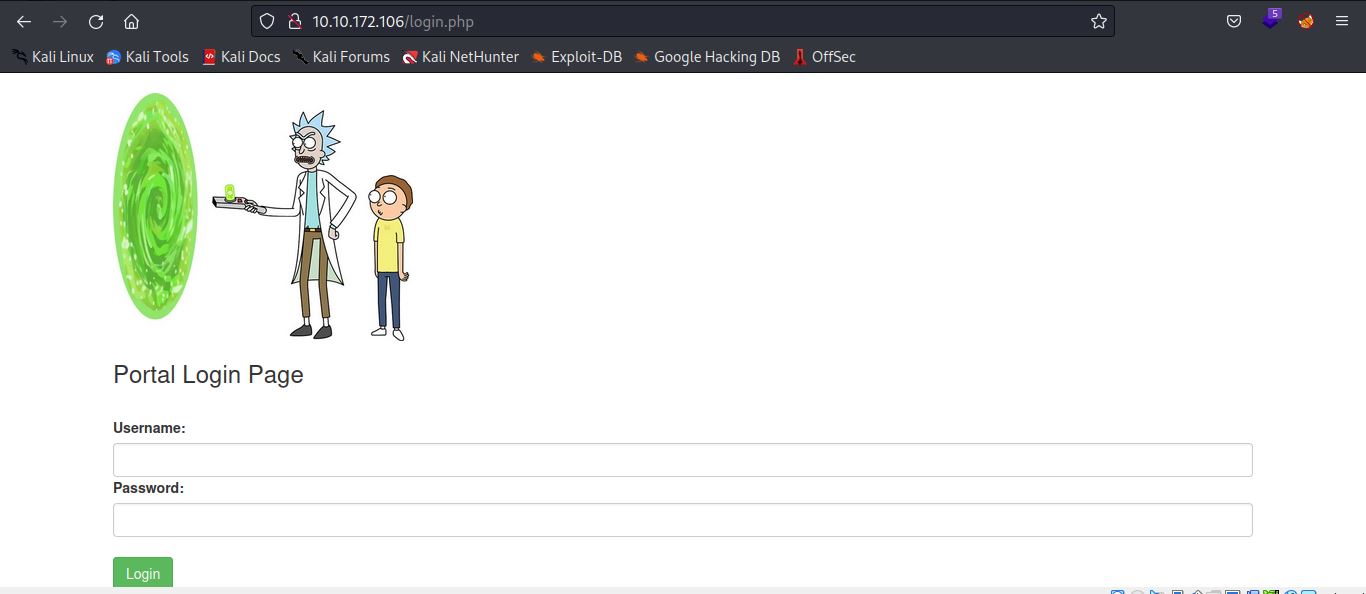 10.10.172.106/login.php
5
Kali Linux Kali Tools Kali Docs Kali Forums Kali NetHunter Exploit-DB Google Hacking DB OffSec
Portal Login Page
Username:
Password:
Login